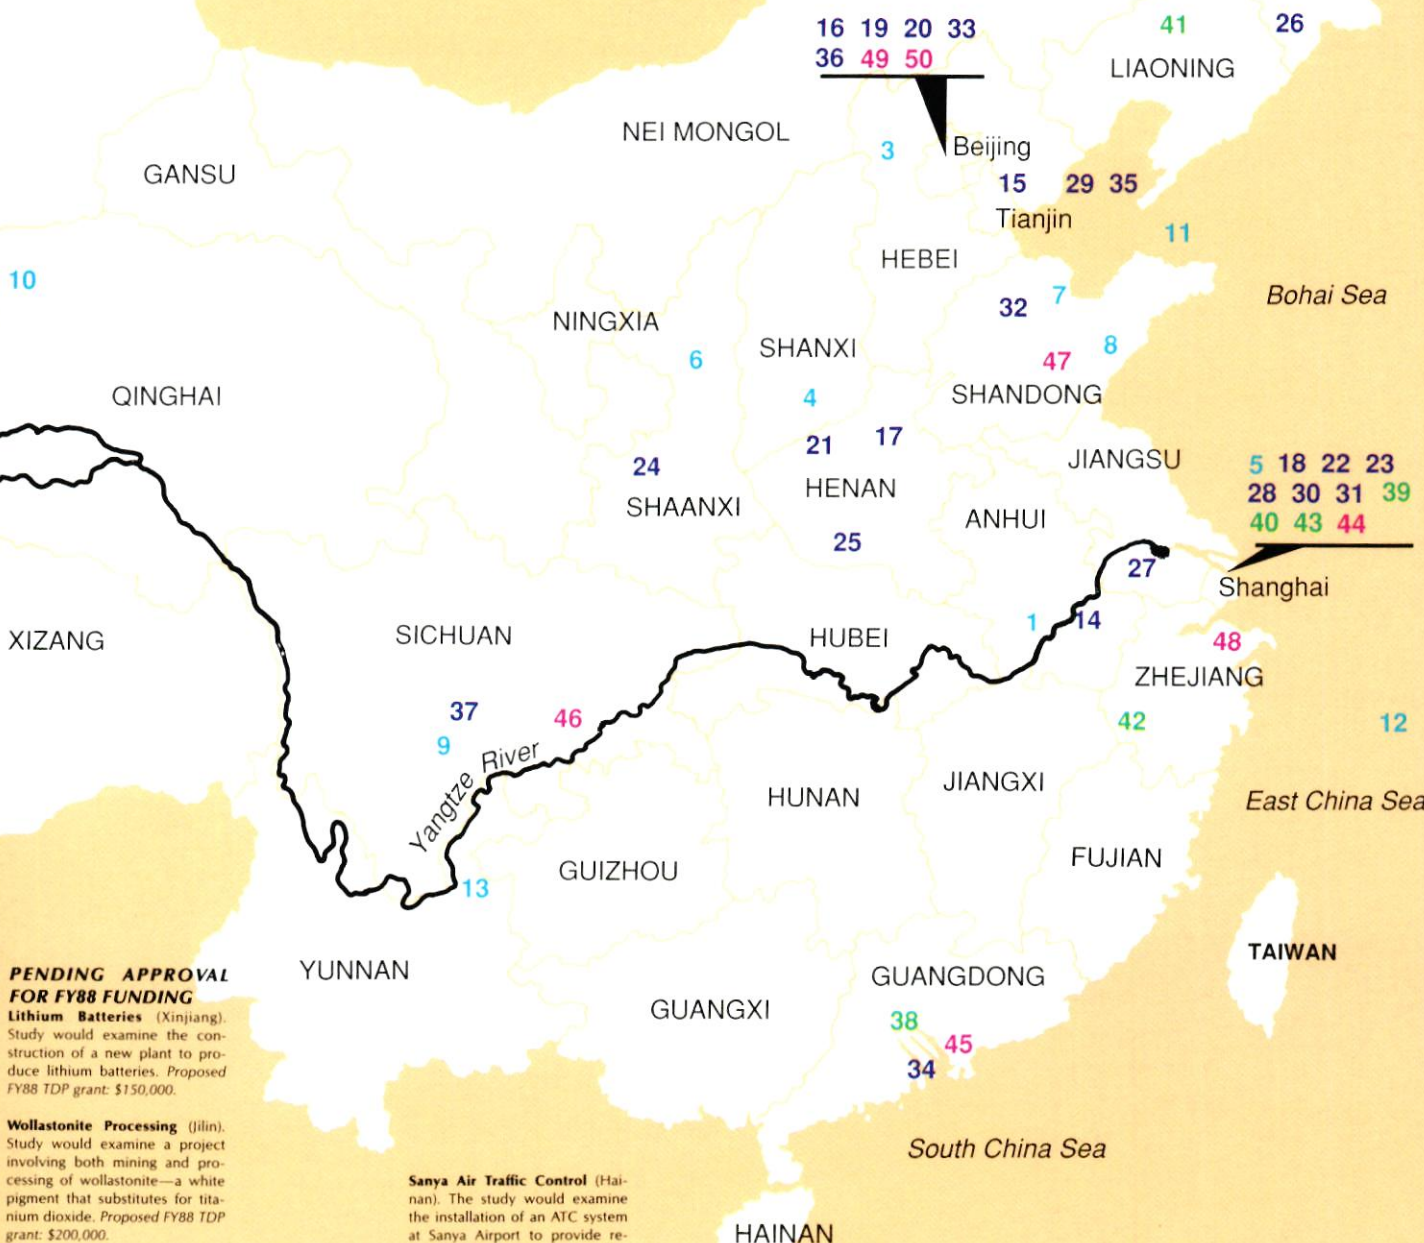 16 19 20 33
36 49 50
41
26
LIAONING
NEI MONGOL
3
Beijing
GANSU
15 29 35
Tianjin
11
HEBEI
10
Bohai Sea
7
32
NINGXIA
SHANXI
8
6
47
QINGHAI
4
SHANDONG
17
21
JIANGSU
24
5 18 22 23
28 30 31 39
40 43 44
HENAN
SHAANXI
ANHUI
25
27
Shanghai
1
14
XIZANG
SICHUAN
HUBEI
48
ZHEJIANG
37
46
42
12
9
Yangtze River
JIANGXI
HUNAN
East China Sea
FUJIAN
GUIZHOU
13
TAIWAN
YUNNAN
GUANGDONG
GUANGXI
38
45
34
South China Sea
HAINAN
PENDING APPROVAL
FOR FY88 FUNDING
Lithium Batteries (Xinjiang).
Study would examine the con-
struction of a new plant to pro-
duce lithium batteries. Proposed
FY88 TDP grant: $150,000.
Wollastonite Processing (Jilin).
Study would examine a project
involving both mining and pro-
cessing of wollastonite—a white
pigment that substitutes for tita-
nium dioxide. Proposed FY88 TDP
grant: $200,000.
Sanya Air Traffic Control (Hai-
nan). The study would examine
the installation of an ATC system
at Sanya Airport to provide re-